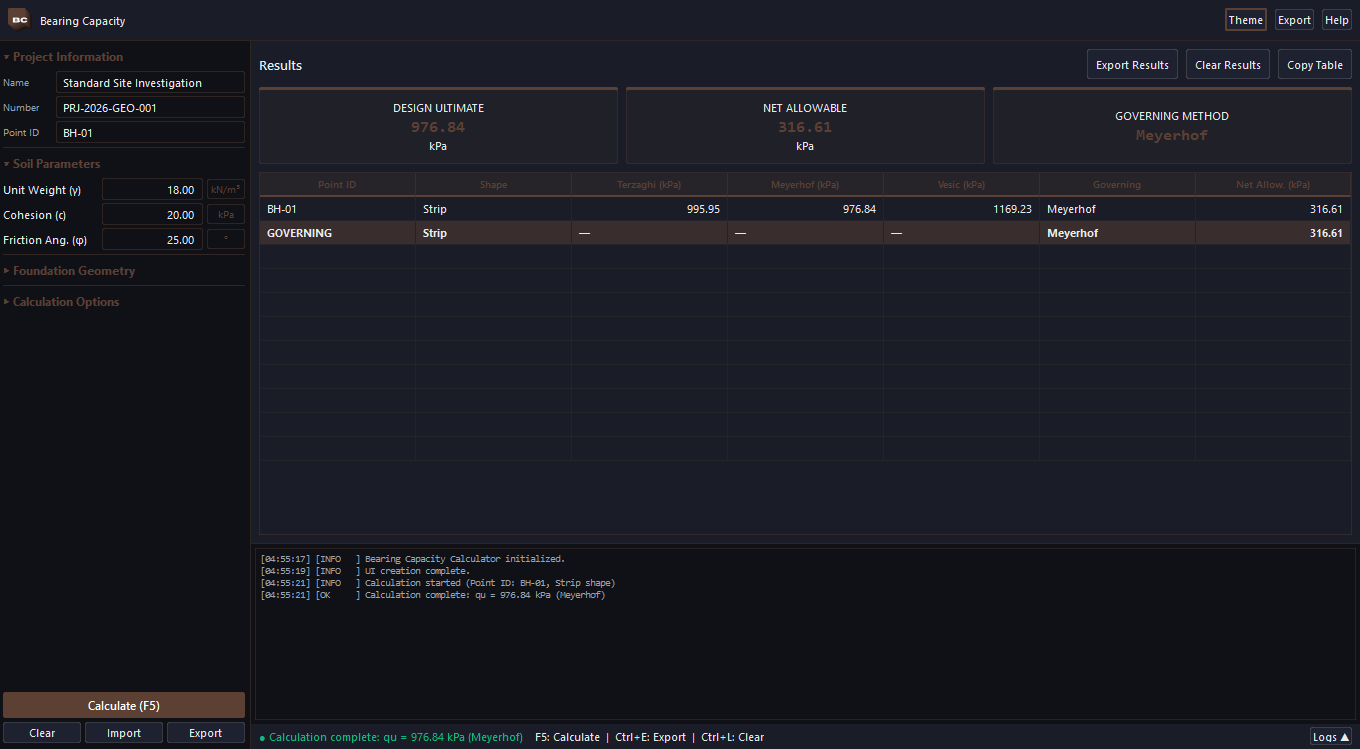 BC Bearing Capacity Theme Export Help
▾ Project Information
Name Standard Site Investigation
Number PRJ-2026-GEO-001
Point ID BH-01
▾ Soil Parameters
Unit Weight (γ) 18.00 kN/m³
Cohesion (c) 20.00 kPa
Friction Ang. (φ) 25.00 °
▸ Foundation Geometry
▸ Calculation Options
Calculate (F5)
Clear Import Export
Results Export Results Clear Results Copy Table
DESIGN ULTIMATE
976.84
kPa
NET ALLOWABLE
316.61
kPa
GOVERNING METHOD
Meyerhof
Point ID Shape Terzaghi (kPa) Meyerhof (kPa) Vesic (kPa) Governing Net Allow. (kPa)
BH-01 Strip 995.95 976.84 1169.23 Meyerhof 316.61
GOVERNING Strip — — — Meyerhof 316.61
[04:55:17] [INFO ] Bearing Capacity Calculator initialized.
[04:55:19] [INFO ] UI creation complete.
[04:55:21] [INFO ] Calculation started (Point ID: BH-01, Strip shape)
[04:55:21] [OK ] Calculation complete: qu = 976.84 kPa (Meyerhof)
● Calculation complete: qu = 976.84 kPa (Meyerhof) F5: Calculate | Ctrl+E: Export | Ctrl+L: Clear Logs ▲